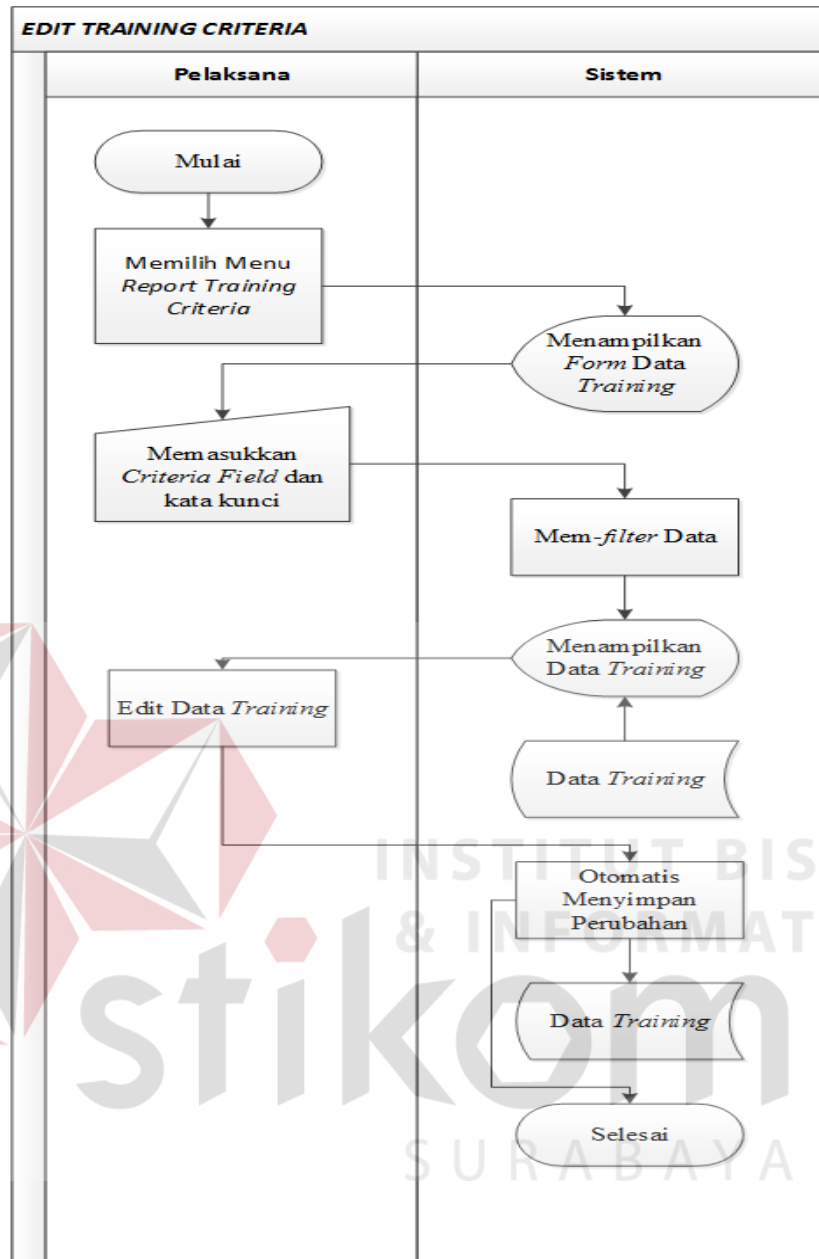 EDIT TRAINING CRITERIA
Pelaksana
Sistem
Mulai
Memilih Menu
Report Training
Criteria
Menampilkan
Form Data
Training
Memasukkan
Criteria Field dan
kata kunci
Mem-filter Data
Menampilkan
Data Training
Edit Data Training
Data Training
Otomatis
Menyimpan
Perubahan
Data Training
Selesai
INSTITUT BIS
& INFORMAT
stikom
SURABAYA